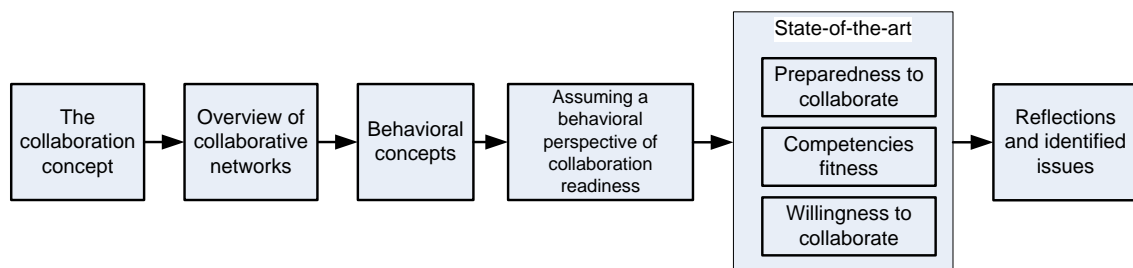 The
collaboration
concept
Overview of
collaborative
networks
Behavioral
concepts
Assuming a
behavioral
perspective of
collaboration
readiness
State-of-the-art
Preparedness to
collaborate
Competencies
fitness
Willingness to
collaborate
Reflections
and identified
issues